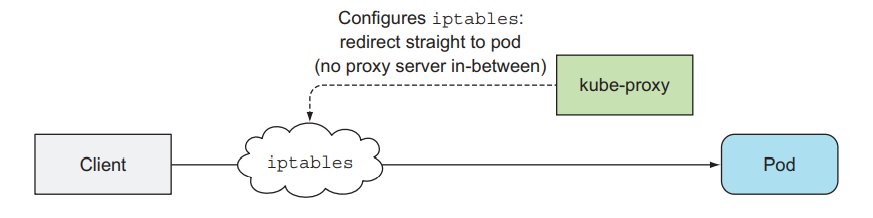 Configures iptables:
redirect straight to pod
(no proxy server in-between)
kube-proxy
Client
iptables
Pod